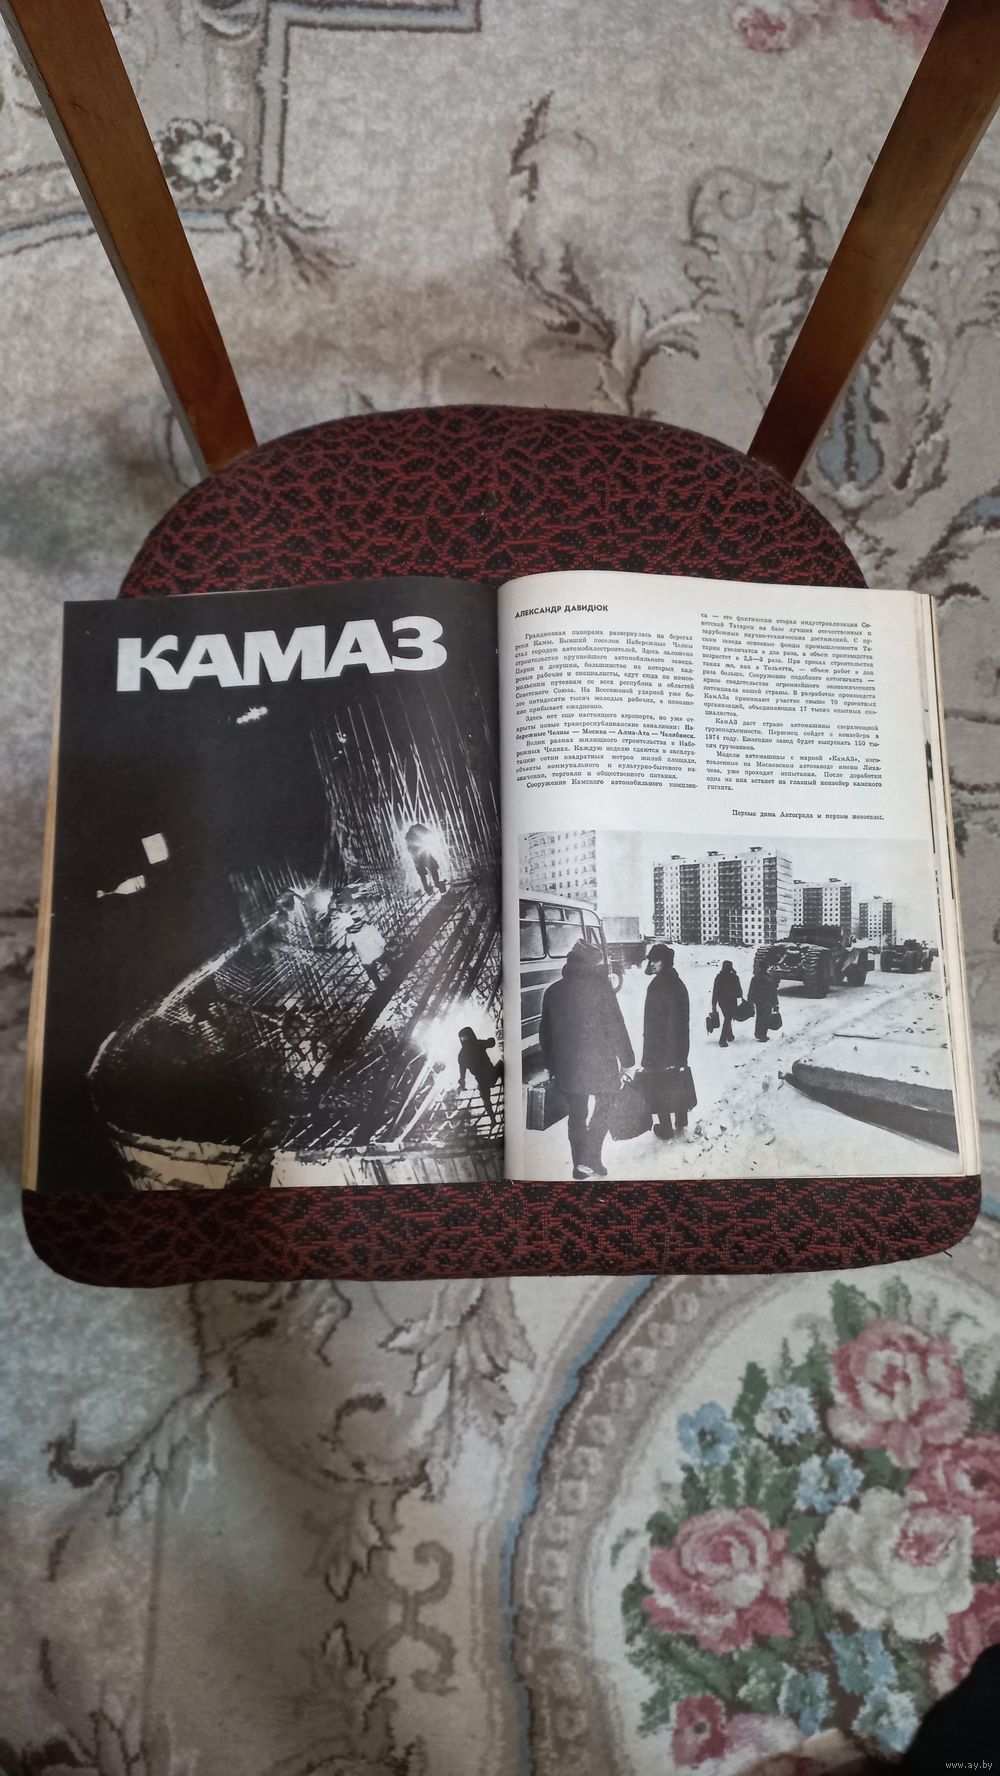 КАМАЗ
АЛЕКСАНДР ДАВИДЮК
Грандиозная панорама развернулась на берегах
реки Камы. Бывший поселок Набережные Челны
стал городом автомобилестроителей. Здесь заложено
строительство крупнейшего автомобильного завода.
Парни и девушки, большинство из которых кад-
ровые рабочие и специалисты, едут сюда по комсо-
мольским путевкам со всех республик и областей
Советского Союза. На Всесоюзной ударной уже бо-
лее пятидесяти тысяч молодых рабочих, а пополне-
ние прибывает ежедневно.
Здесь нет еще настоящего аэропорта, но уже от-
крыты новые трансреспубликанские авиалинии: На-
бережные Челны — Москва — Алма-Ата — Челябинск.
Велик размах жилищного строительства в Набе-
режных Челнах. Каждую неделю сдаются в эксплуа-
тацию сотни квадратных метров жилой площади,
объекты коммунального и культурно-бытового на-
значения, торговли и общественного питания.
Сооружение Камского автомобильного комплек-
са — это фактически вторая индустриализация Со-
ветской Татарии на базе лучших отечественных и
зарубежных научно-технических достижений. С пу-
ском завода основные фонды промышленности Та-
тарии увеличатся в два раза, а объем производства
возрастет в 2,5—3 раза. При сроках строительства
таких же, как в Тольятти, — объем работ в два
раза больше. Сооружение подобного автогиганта —
яркое свидетельство огромнейшего экономического
потенциала нашей страны. В разработке производств
КамАЗа принимают участие свыше 70 проектных
организаций, объединяющих 17 тысяч опытных спе-
циалистов.
КамАЗ даст стране автомашины сверхмощной
грузоподъемности. Первенец сойдет с конвейера в
1974 году. Ежегодно завод будет выпускать 150 ты-
сяч грузовиков.
Модели автомашины с маркой «КамАЗ», изго-
товленные на Московском автозаводе имени Лиха-
чева, уже проходят испытания. После доработки
одна из них встанет на главный конвейер камского
гиганта.
Первые дома Автограда и первые новоселы.
www.ay.by